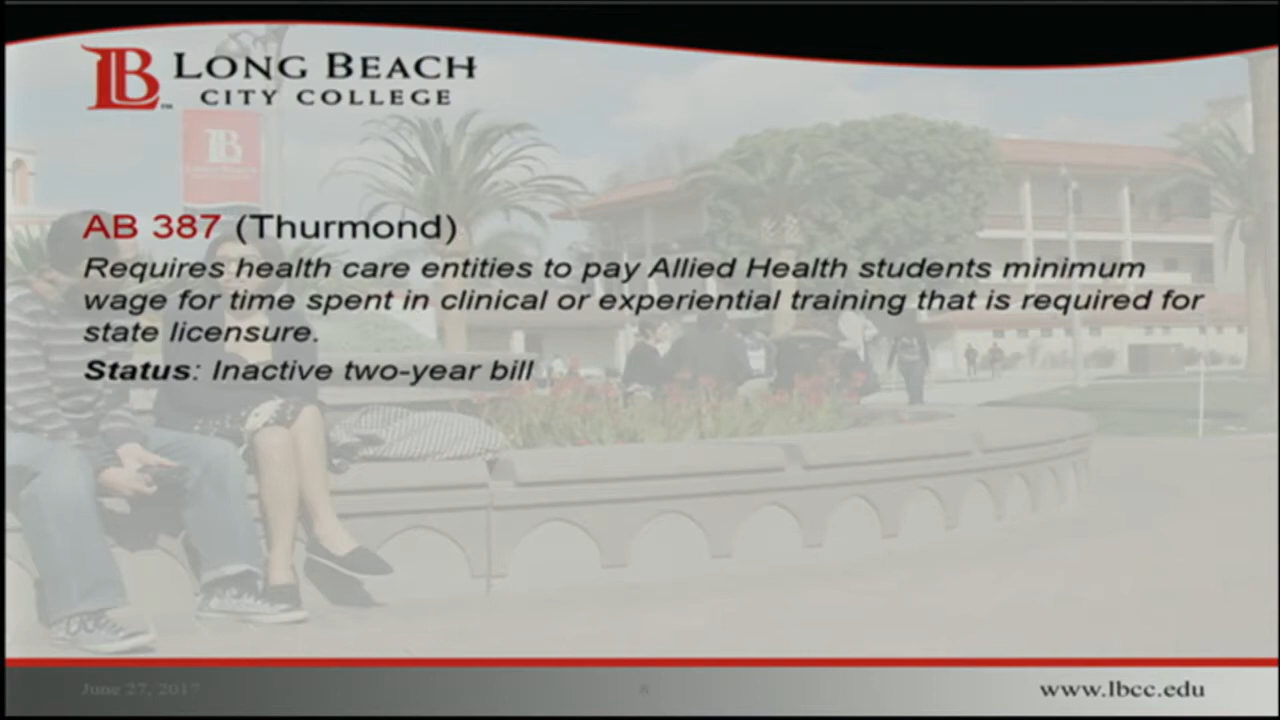 LB™ LONG BEACH
CITY COLLEGE
LB
AB 387 (Thurmond)
Requires health care entities to pay Allied Health students minimum
wage for time spent in clinical or experiential training that is required for
state licensure.
Status: Inactive two-year bill
June 27, 2017
www.lbcc.edu